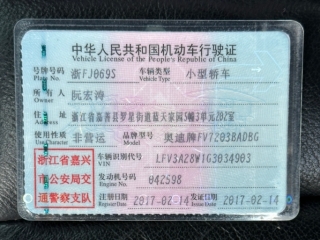 中华人民共和国机动车行驶证
Vehicle License of the People's Republic of China
号牌号码 浙FJ069S 车辆类型 小型轿车
Plate No. Vehicle Type
所有人 阮宏涛
Owner
住址 浙江省嘉善县罗星街道最天家园5幢3单元202室
Address
使用性质 非营运 品牌型号 奥迪牌FV7203BADBG
Use Character Model
浙江省嘉兴
市公安局交
通警察支队
车辆识别代号 LFV3A28W1G3034903
VIN
发动机号码 042598
Engine No.
注册日期 2017-02-14 发证日期 2017-02-14
Register Date Issue Date